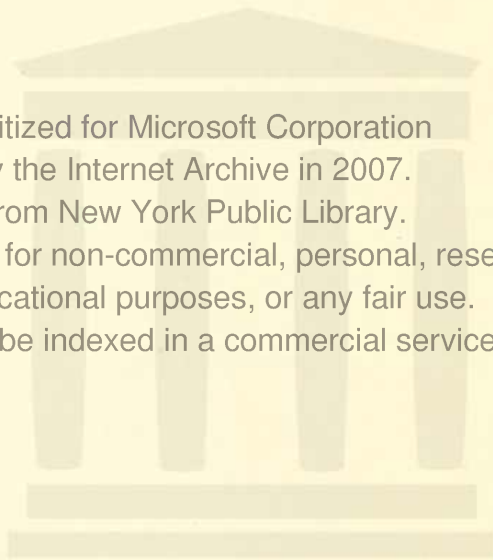 itized for Microsoft Corporation
y the Internet Archive in 2007.
rom New York Public Library.
for non-commercial, personal, rese
cational purposes, or any fair use.
be indexed in a commercial service